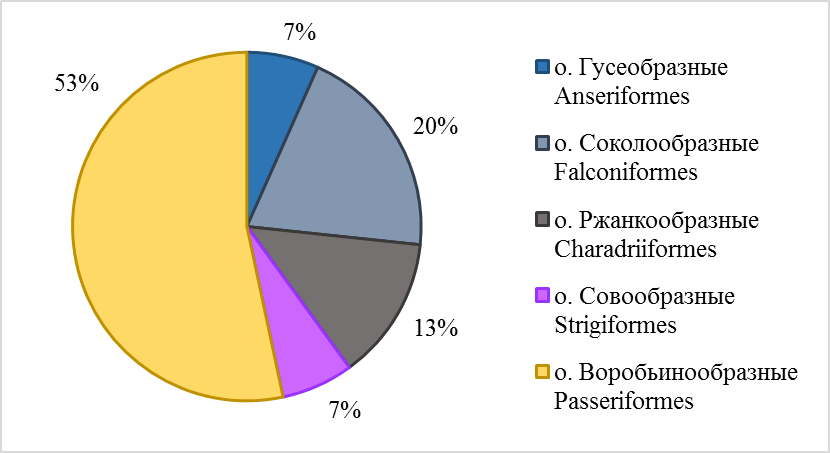 7%
53%
20%
13%
7%
о. Гусеобразные
Anseriformes
о. Соколообразные
Falconiformes
о. Ржанкообразные
Charadriiformes
о. Совообразные
Strigiformes
о. Воробьинообразные
Passeriformes